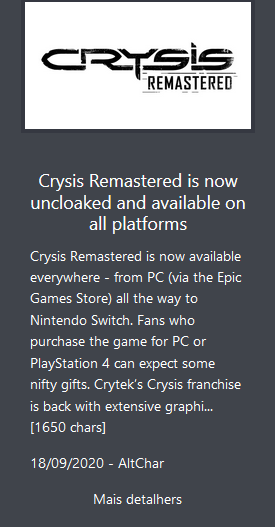 CRYSIS
REMASTERED
Crysis Remastered is now
uncloaked and available on
all platforms
Crysis Remastered is now available
everywhere - from PC (via the Epic
Games Store) all the way to
Nintendo Switch. Fans who
purchase the game for PC or
PlayStation 4 can expect some
nifty gifts. Crytek's Crysis franchise
is back with extensive graphi...
[1650 chars]
18/09/2020 - AltChar
Mais detalhers